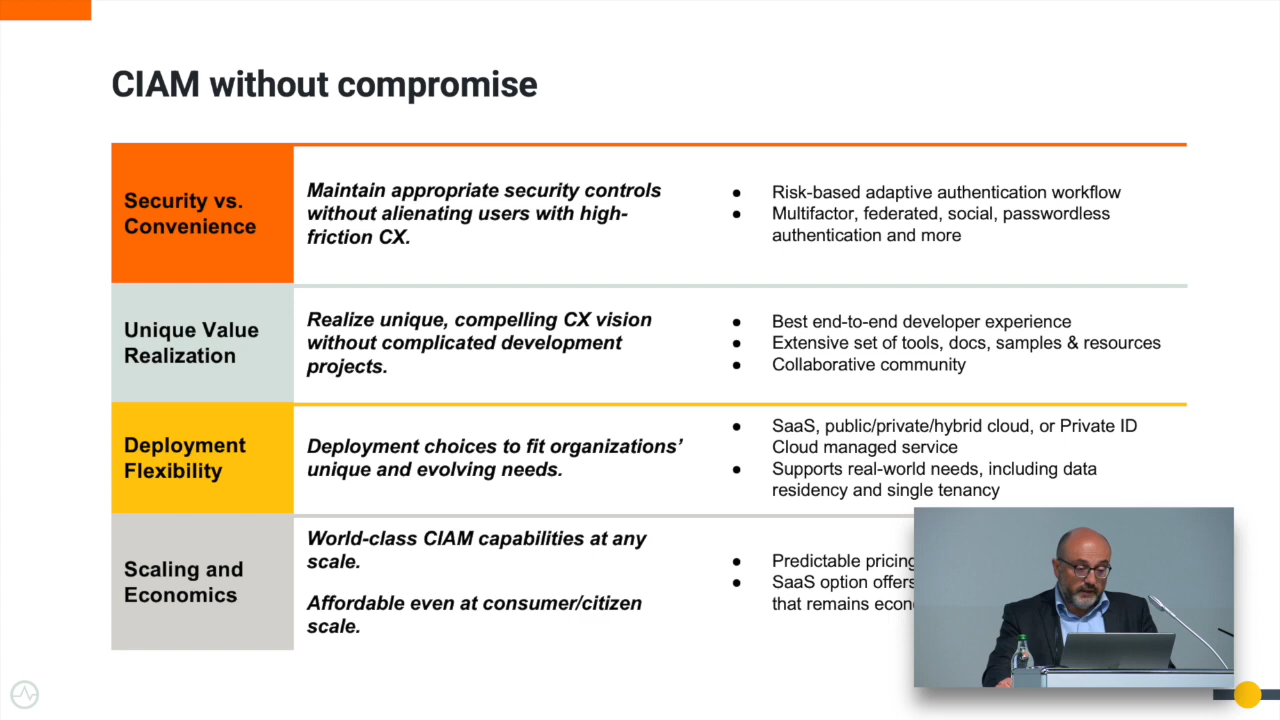 CIAM without compromise
Security vs.
Convenience
Maintain appropriate security controls
without alienating users with high-
friction CX.
● Risk-based adaptive authentication workflow
● Multifactor, federated, social, passwordless
authentication and more
Unique Value
Realization
Realize unique, compelling CX vision
without complicated development
projects.
● Best end-to-end developer experience
● Extensive set of tools, docs, samples & resources
● Collaborative community
Deployment
Flexibility
Deployment choices to fit organizations’
unique and evolving needs.
● SaaS, public/private/hybrid cloud, or Private ID
Cloud managed service
● Supports real-world needs, including data
residency and single tenancy
Scaling and
Economics
World-class CIAM capabilities at any
scale.
Affordable even at consumer/citizen
scale.
● Predictable pricing
● SaaS option offers
that remains